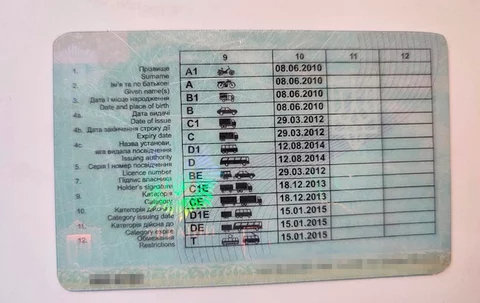 9 10 11 12
1. Прізвище
Surname
2. Ім'я та по батькові
Given name(s)
3. Дата і місце народження
Date and place of birth
4a. Дата видачі
Date of issue
4b. Дата закінчення строку дії
Expiry date
4c. Назва установи,
яка видала посвідчення
Issuing authority
5. Серія і номер посвідчення
Licence number
7. Підпис власника
Holder's signature
9. Категорія
Category
10. Категорія дійсна з
Category issuing date
11. Категорія дійсна до
Category expire
12. Обмеження
Restrictions
A1 08.06.2010
A 08.06.2010
B1 08.06.2010
B 08.06.2010
C1 29.03.2012
C 29.03.2012
D1 12.08.2014
D 12.08.2014
BE 29.03.2012
C1E 18.12.2013
CE 18.12.2013
D1E 15.01.2015
DE 15.01.2015
T 15.01.2015